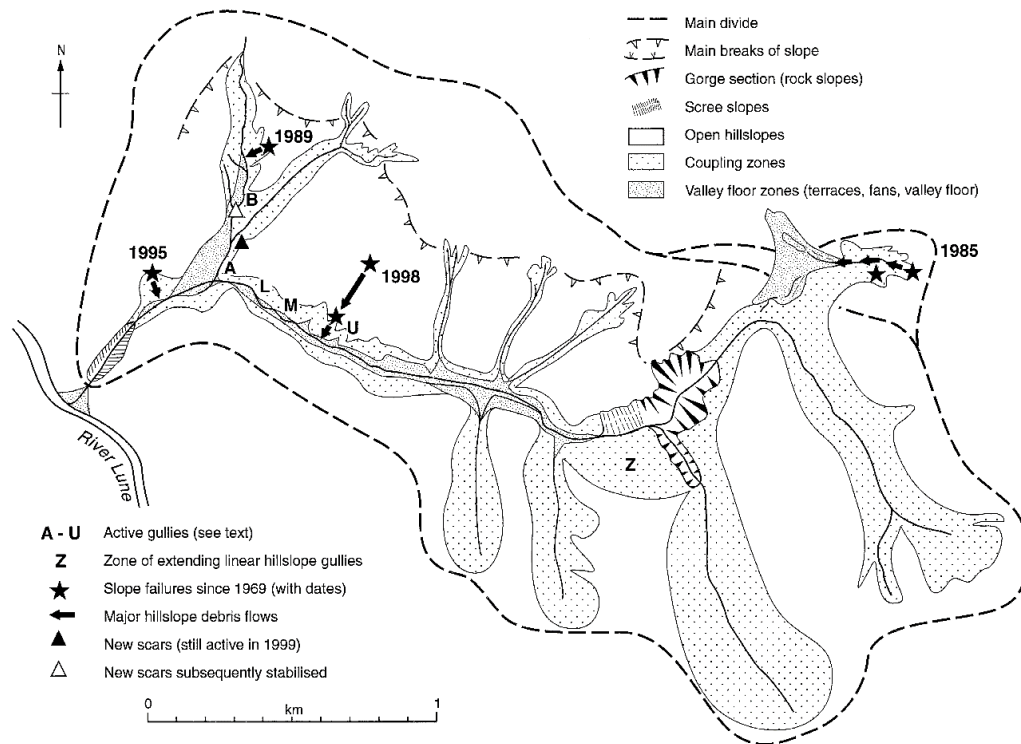 N
Main divide
Main breaks of slope
Gorge section (rock slopes)
Scree slopes
Open hillslopes
Coupling zones
Valley floor zones (terraces, fans, valley floor)
1989
B
1995
1998
1985
A
L
M
U
Z
River Lune
A - U Active gullies (see text)
Z Zone of extending linear hillslope gullies
Slope failures since 1969 (with dates)
Major hillslope debris flows
New scars (still active in 1999)
New scars subsequently stabilised
0 1
km